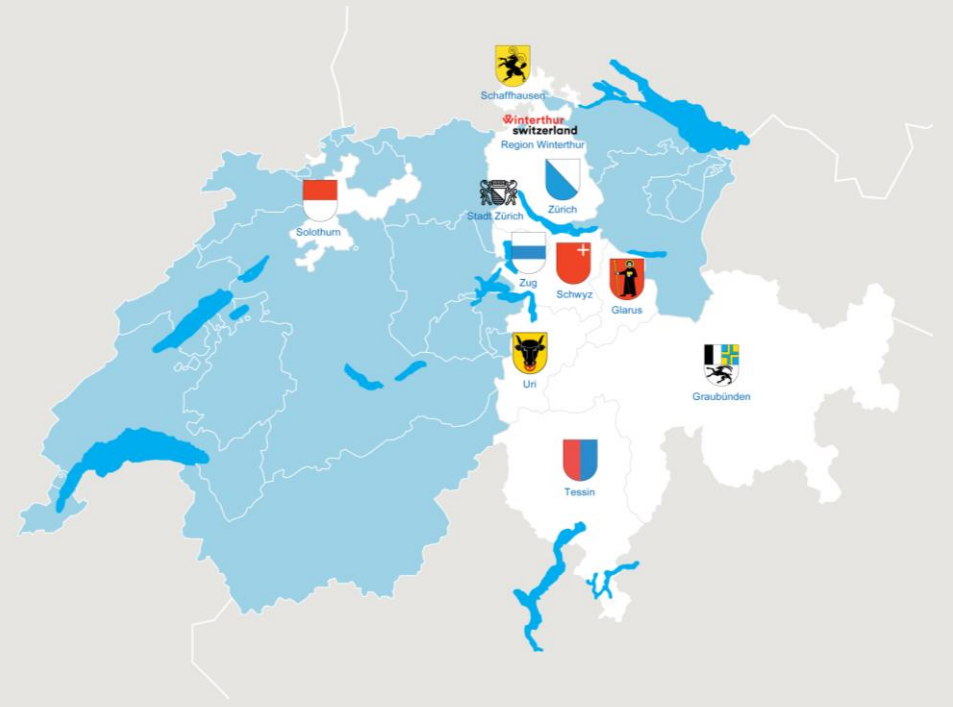 Schaffhausen
Winterthur
switzerland
Region Winterthur
Zürich
Stadt Zürich
Solothurn
Zug
Schwyz
Glarus
Uri
Graubünden
Tessin